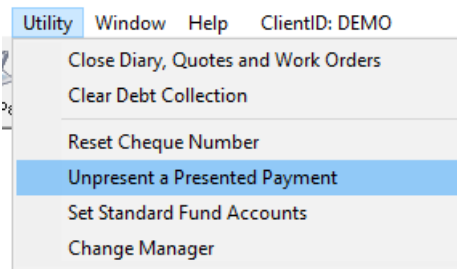 Utility Window Help ClientID: DEMO
Close Diary, Quotes and Work Orders
Clear Debt Collection
Reset Cheque Number
Unpresent a Presented Payment
Set Standard Fund Accounts
Change Manager